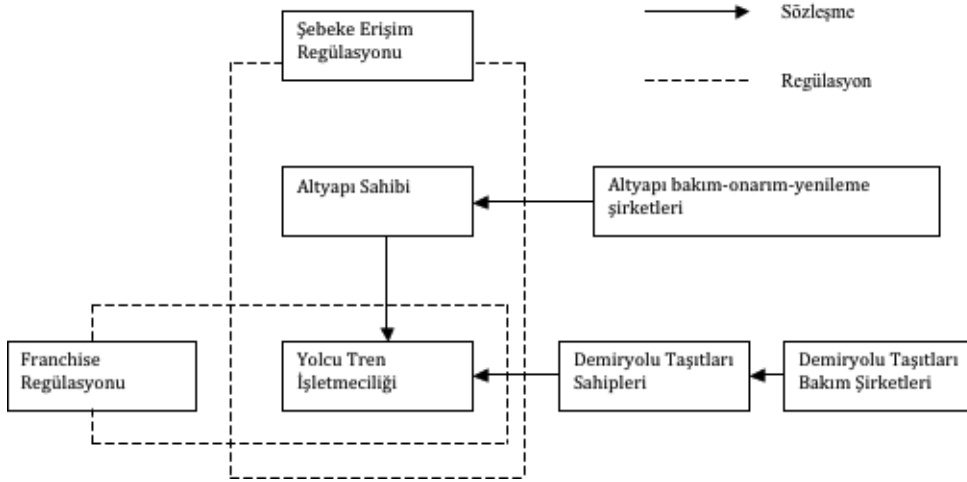 Şebeke Erişim
Regülasyonu
Sözleşme
Regülasyon
Altyapı Sahibi
Altyapı bakım-onarım-yenileme
şirketleri
Franchise
Regülasyonu
Yolcu Tren
İşletmeciliği
Demiryolu Taşıtları
Sahipleri
Demiryolu Taşıtları
Bakım Şirketleri